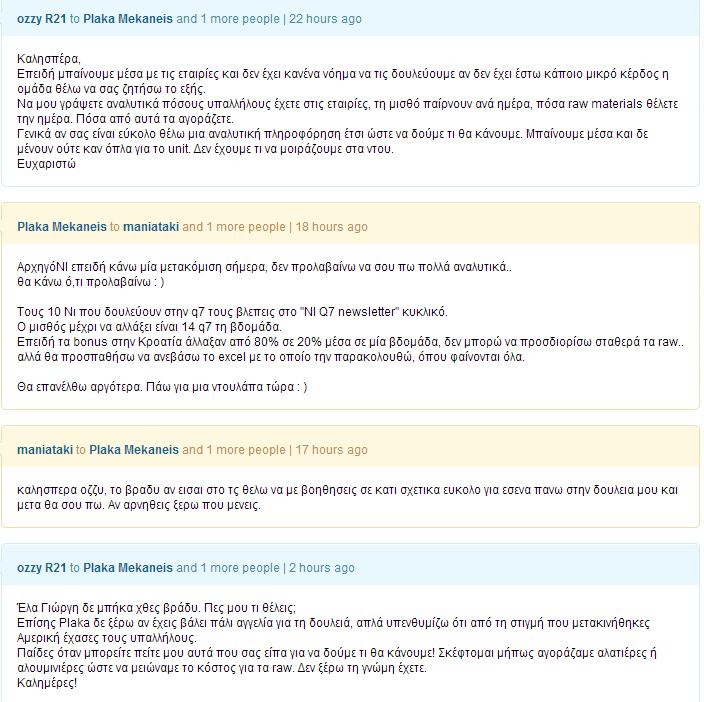 ozzy R21 to Plaka Mekaneis and 1 more people | 22 hours ago
Καλησπέρα,
Επειδή μπαίνουμε μέσα με τις εταιρίες και δεν έχει κανένα νόημα να τις δουλεύουμε αν δεν έχει έστω κάποιο μικρό κέρδος η
ομάδα θέλω να σας ζητήσω το εξής.
Να μου γράψετε αναλυτικά πόσους υπαλλήλους έχετε στις εταιρίες, τη μισθό παίρνουν ανά ημέρα, πόσα raw materials θέλετε
την ημέρα. Πόσα από αυτά τα αγοράζετε.
Γενικά αν σας είναι εύκολο θέλω μια αναλυτική πληροφόρηση έτσι ώστε να δούμε τι θα κάνουμε. Μπαίνουμε μέσα και δε
μένουν ούτε καν όπλα για το unit. Δεν έχουμε τι να μοιράζουμε στα ντου.
Ευχαριστώ
Plaka Mekaneis to maniataki and 1 more people | 18 hours ago
ΑρχηγόNI επειδή κάνω μία μετακόμιση σήμερα, δεν προλαβαίνω να σου πω πολλά αναλυτικά..
θα κάνω ό,τι προλαβαίνω : )
Τους 10 Νι που δουλεύουν στην q7 τους βλεπεις στο "NI Q7 newsletter" κυκλικό.
Ο μισθός μέχρι να αλλάξει είναι 14 q7 τη βδομάδα.
Επειδή τα bonus στην Κροατία άλλαξαν από 80% σε 20% μέσα σε μία βδομάδα, δεν μπορώ να προσδιορίσω σταθερά τα raw..
αλλά θα προσπαθήσω να ανεβάσω το excel με το οποίο την παρακολουθώ, όπου φαίνονται όλα.
Θα επανέλθω αργότερα. Πάω για μια ντουλάπα τώρα : )
maniataki to Plaka Mekaneis and 1 more people | 17 hours ago
καλησπερα οζζυ, το βραδυ αν εισαι στο τς θελω να με βοηθησεις σε κατι σχετικα ευκολο για εσενα πανω στην δουλεια μου και
μετα θα σου πω. Αν αρνηθεις ξερω που μενεις.
ozzy R21 to Plaka Mekaneis and 1 more people | 2 hours ago
Έλα Γιώργη δε μπήκα χθες βράδυ. Πες μου τι θέλεις;
Επίσης Plaka δε ξέρω αν έχεις βάλει πάλι αγγελία για τη δουλειά, απλά υπενθυμίζω ότι από τη στιγμή που μετακινήθηκες
Αμερική έχασες τους υπαλλήλους.
Παίδες όταν μπορείτε πείτε μου αυτά που σας είπα για να δούμε τι θα κάνουμε! Σκέφτομαι μήπως αγοράζαμε αλατιέρες ή
αλουμινιέρες ώστε να μειώναμε το κόστος για τα raw. Δεν ξέρω τη γνώμη έχετε.
Καλημέρες!